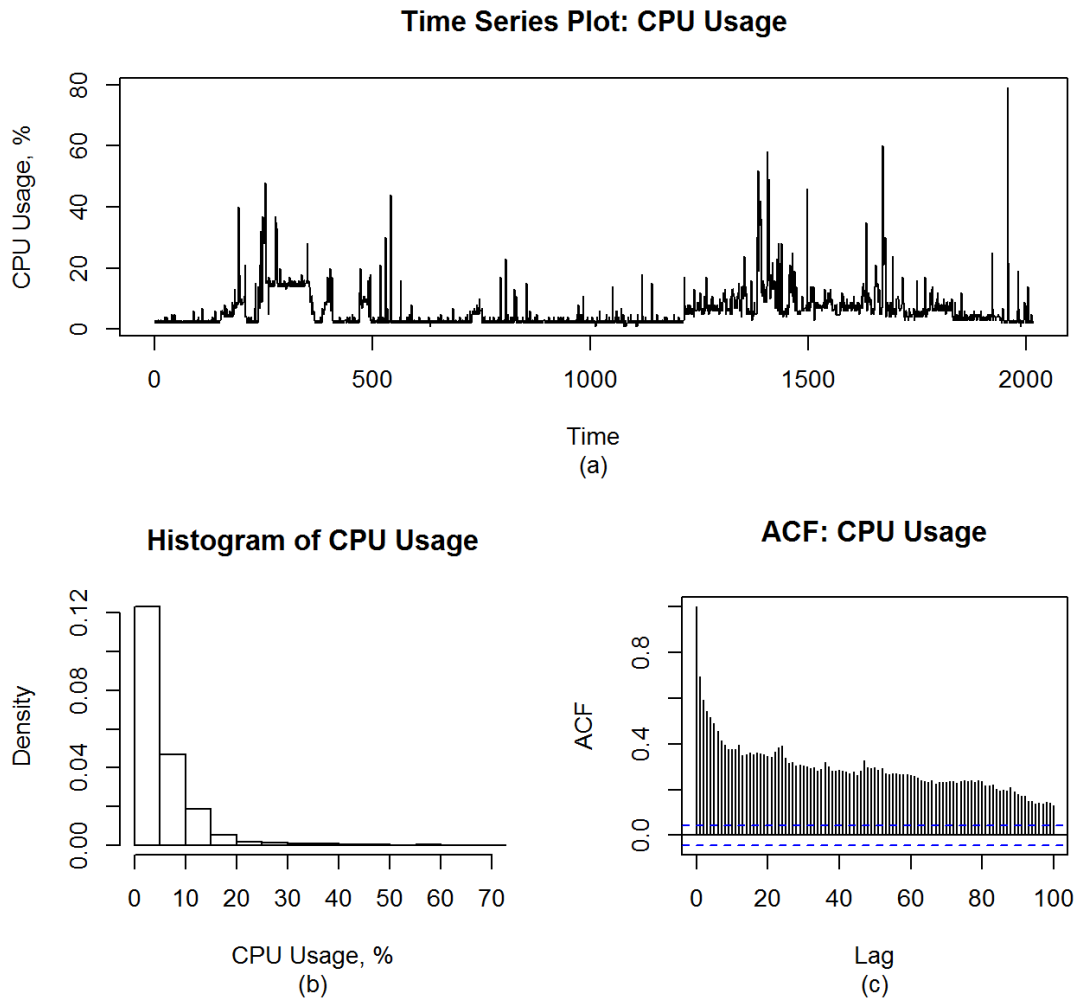 Time Series Plot: CPU Usage
CPU Usage, %
80
60
40
20
0
0 500 1000 1500 2000
Time
(a)
Histogram of CPU Usage
Density
0.12
0.08
0.04
0.00
0 10 20 30 40 50 60 70
CPU Usage, %
(b)
ACF: CPU Usage
ACF
0.8
0.4
0.0
0 20 40 60 80 100
Lag
(c)